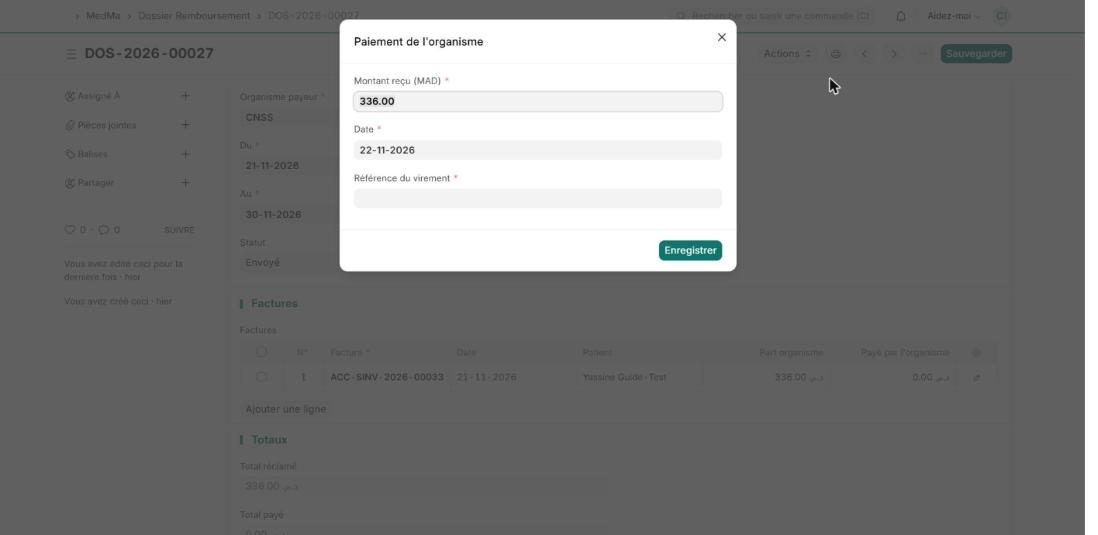 MedMa > Dossier Remboursement > DOS-2026-00027
Rechercher ou saisir une commande (Ct
Aidez-moi
CI
DOS-2026-00027
Actions
Sauvegarder
Paiement de l'organisme
Montant reçu (MAD) *
336.00
Date *
22-11-2026
Référence du virement *
Enregistrer
Assigné À
Pièces jointes
Balises
Partager
0 · 0 SUIVRE
Vous avez édité ceci pour la
dernière fois · hier
Vous avez créé ceci · hier
Organisme payeur *
CNSS
Du *
21-11-2026
Au *
30-11-2026
Statut
Envoyé
Factures
Factures
N° Facture * Date Patient Part organisme Payé par l'organisme
1 ACC-SINV-2026-00033 21-11-2026 Yassine Guide-Test 336.00 د.م. 0.00 د.م.
Ajouter une ligne
Totaux
Total réclamé
336.00 د.م.
Total payé
0.00 د.م.